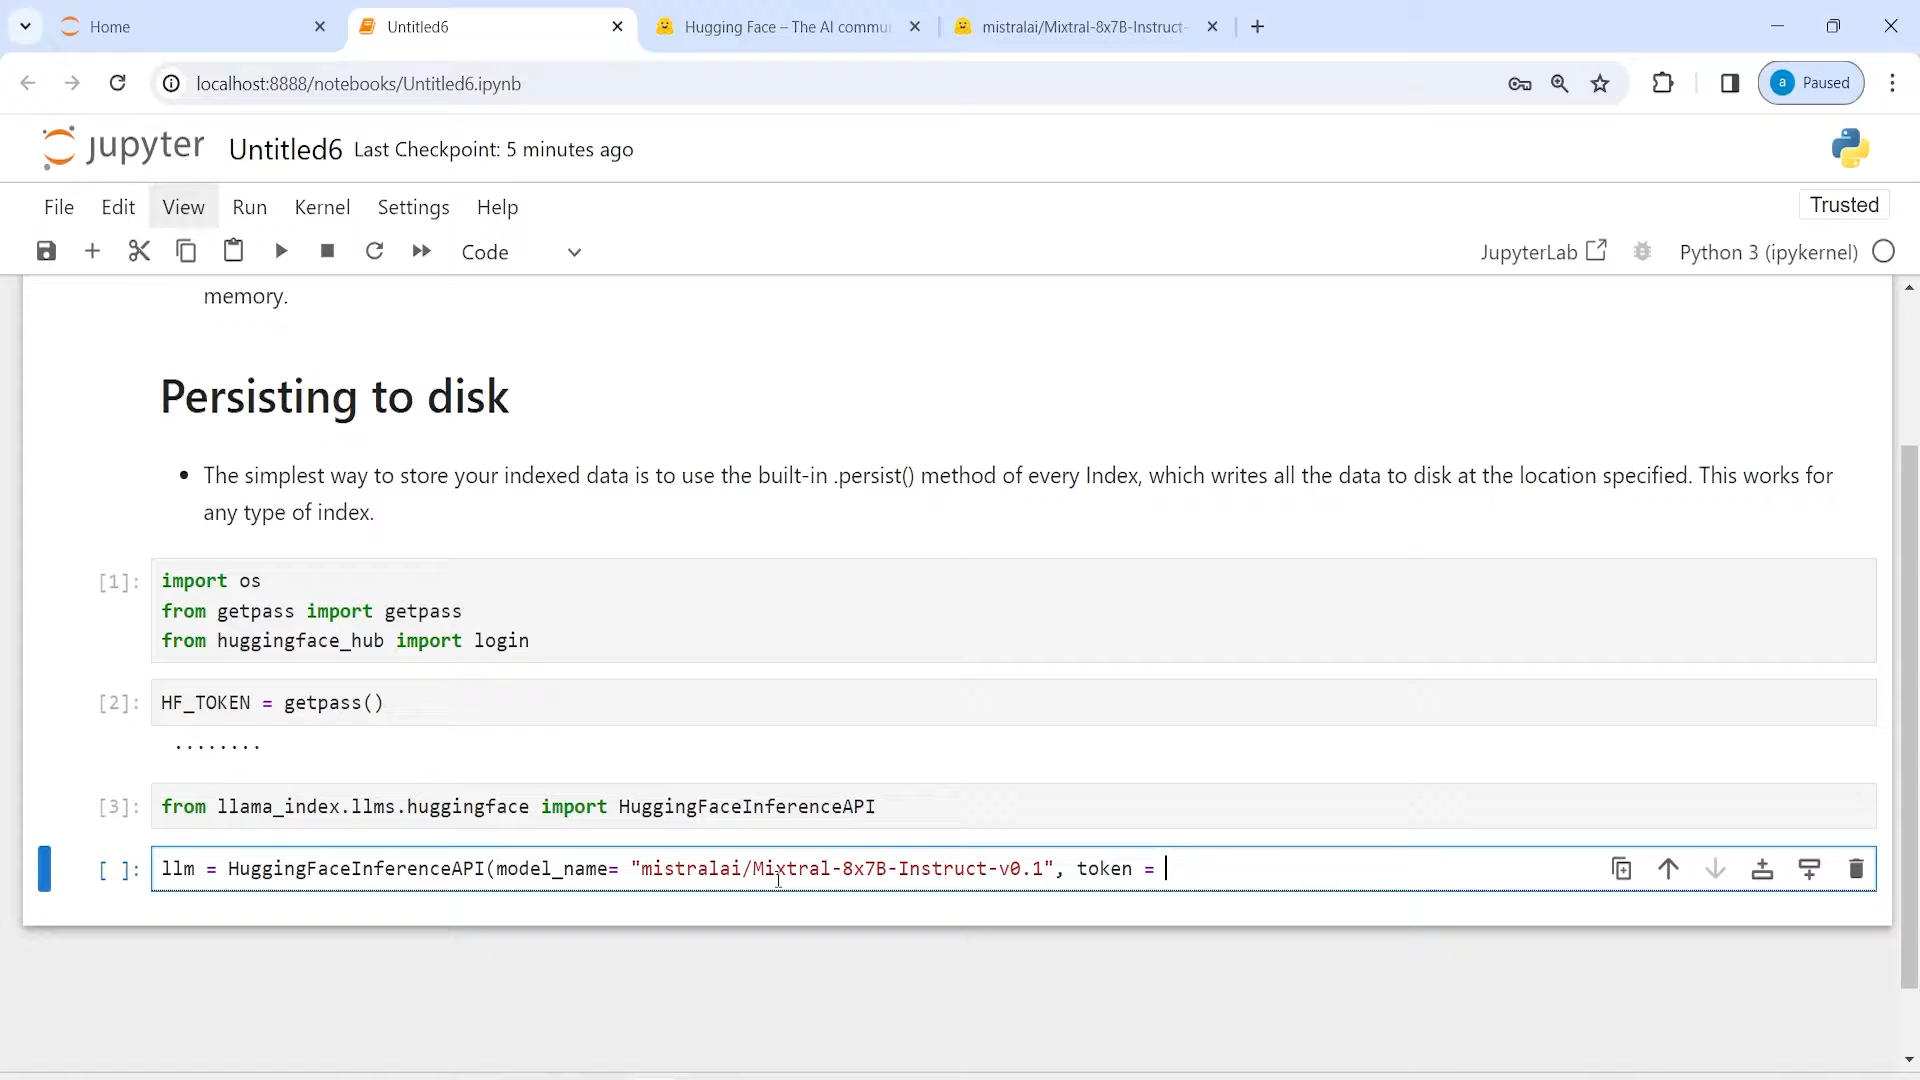 Home
Untitled6
Hugging Face – The AI commu
mistralai/Mixtral-8x7B-Instruct-
localhost:8888/notebooks/Untitled6.ipynb
a Paused
jupyter Untitled6 Last Checkpoint: 5 minutes ago
File Edit View Run Kernel Settings Help
Trusted
Code
JupyterLab
Python 3 (ipykernel)
memory.
Persisting to disk
• The simplest way to store your indexed data is to use the built-in .persist() method of every Index, which writes all the data to disk at the location specified. This works for
any type of index.
[1]: import os
from getpass import getpass
from huggingface_hub import login
[2]: HF_TOKEN = getpass()
........
[3]: from llama_index.llms.huggingface import HuggingFaceInferenceAPI
[ ]: llm = HuggingFaceInferenceAPI(model_name= "mistralai/Mixtral-8x7B-Instruct-v0.1", token =